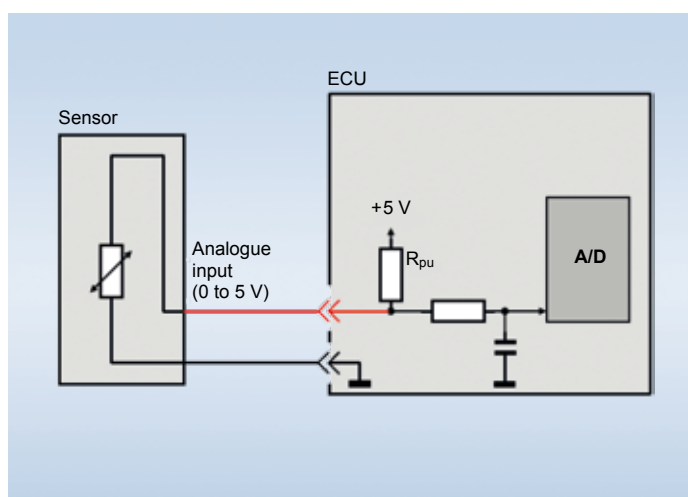 ECU
Sensor
+5 V
Rpu
A/D
Analogue
input
(0 to 5 V)